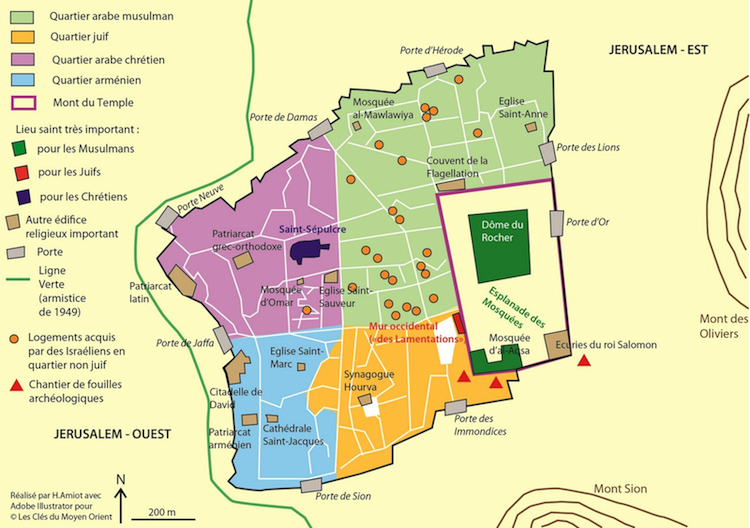 Quartier arabe musulman
Quartier juif
Quartier arabe chrétien
Quartier arménien
Mont du Temple
Lieu saint très important :
pour les Musulmans
pour les Juifs
pour les Chrétiens
Autre édifice
religieux important
Porte
Ligne
Verte
(armistice
de 1949)
Logements acquis
par des Israéliens en
quartier non juif
Chantier de fouilles
archéologiques
JERUSALEM - OUEST
Réalisé par H.Amiot avec
Adobe Illustrator pour
© Les Clés du Moyen Orient
N
200 m
JERUSALEM - EST
Porte d'Hérode
Porte de Damas
Mosquée
al-Mawlawiya
Eglise
Sainte-Anne
Porte des Lions
Couvent de la
Flagellation
Porte Neuve
Porte d'Or
Dôme du
Rocher
Saint-Sépulcre
Patriarcat
grec-orthodoxe
Patriarcat
latin
Mosquée
d'Omar
Eglise Saint-
Sauveur
Esplanade des
Mosquées
Mont des
Oliviers
Mur occidental
(«des Lamentations»)
Mosquée
d'al-Aqsa
Ecuries du roi Salomon
Porte de Jaffa
Eglise Saint-
Marc
Synagogue
Hourva
Citadelle de
David
Patriarcat
arménien
Cathédrale
Saint-Jacques
Porte des
Immondices
Porte de Sion
Mont Sion